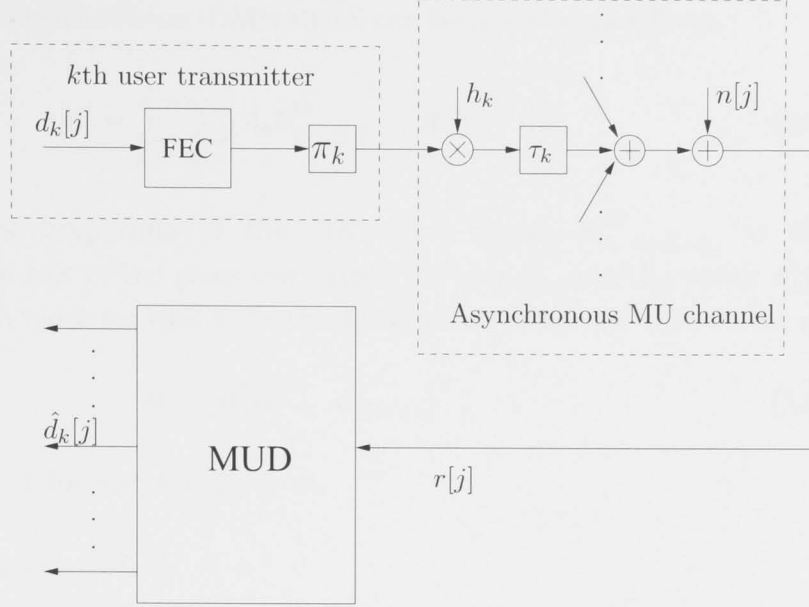 kth user transmitter
d_k[j]
FEC
π_k
h_k
×
τ_k
+
n[j]
+
Asynchronous MU channel
d̂_k[j]
MUD
r[j]